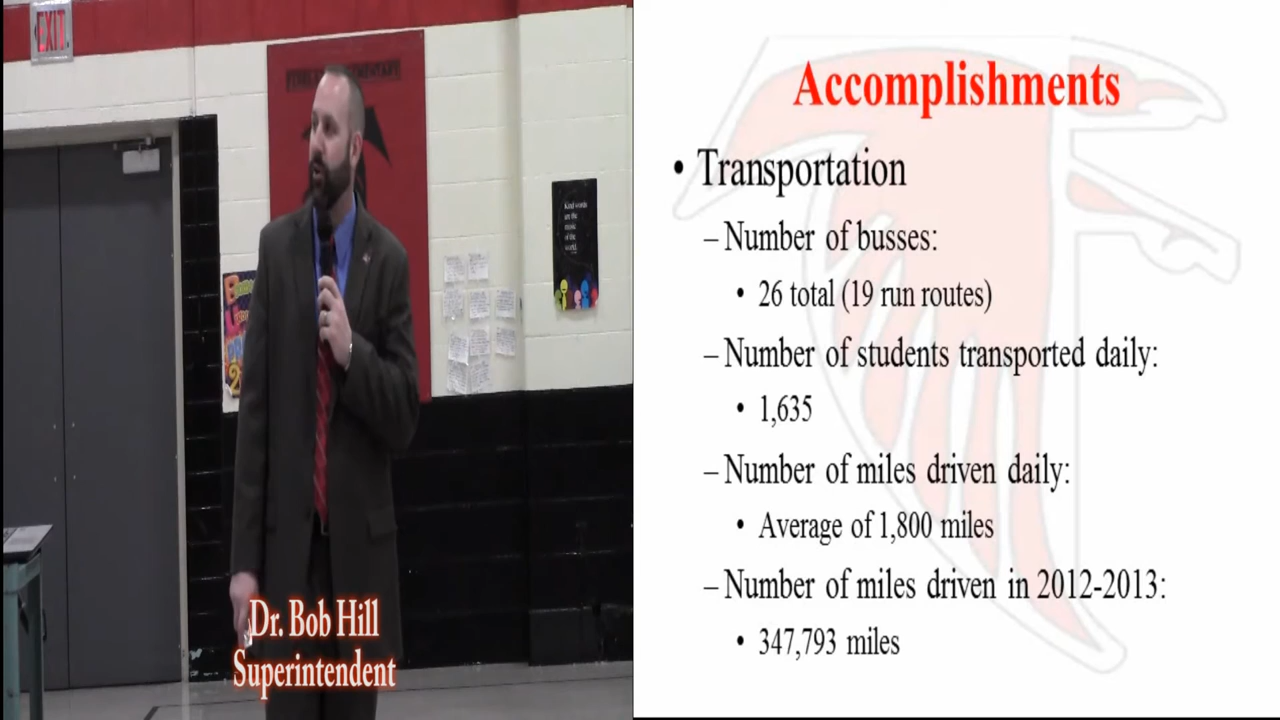 EXIT
ELEMENTARY
Kind words
are the
music
of the
world.
Dr. Bob Hill
Superintendent
Accomplishments
• Transportation
– Number of busses:
• 26 total (19 run routes)
– Number of students transported daily:
• 1,635
– Number of miles driven daily:
• Average of 1,800 miles
– Number of miles driven in 2012-2013:
• 347,793 miles